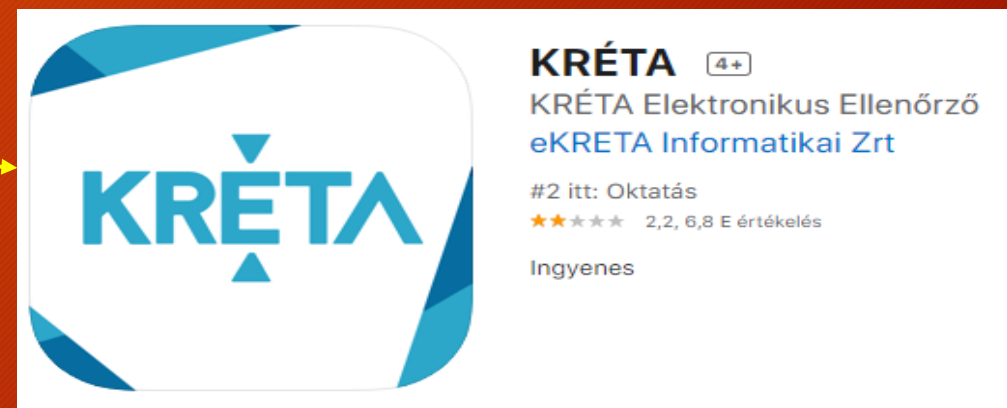 KRÉTA
KRÉTA 4+
KRÉTA Elektronikus Ellenőrző
eKRETA Informatikai Zrt
#2 itt: Oktatás
2,2, 6,8 E értékelés
Ingyenes